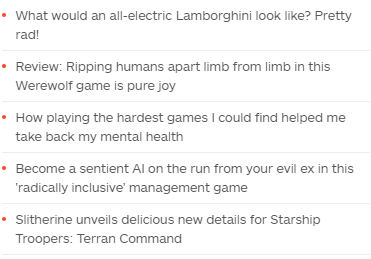 What would an all-electric Lamborghini look like? Pretty
rad!
Review: Ripping humans apart limb from limb in this
Werewolf game is pure joy
How playing the hardest games I could find helped me
take back my mental health
Become a sentient AI on the run from your evil ex in this
'radically inclusive' management game
Slitherine unveils delicious new details for Starship
Troopers: Terran Command